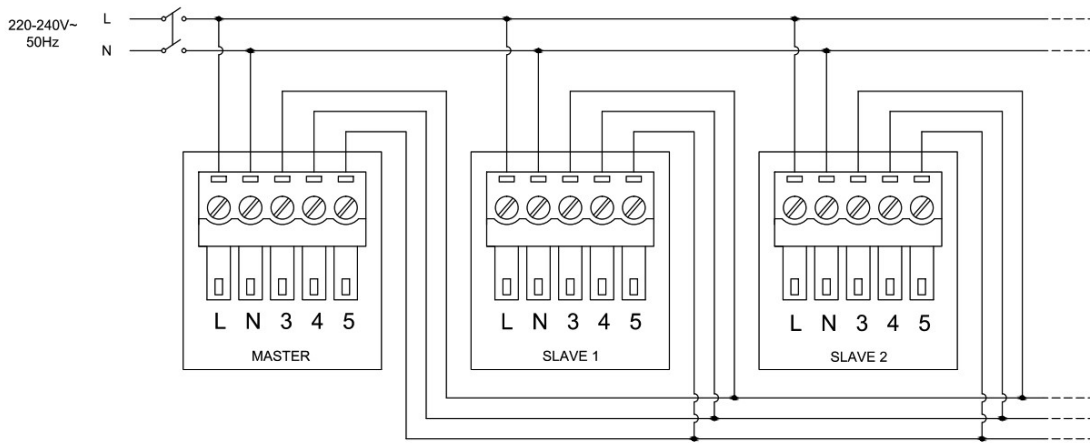 220-240V~
50Hz
L
N
L N 3 4 5
MASTER
L N 3 4 5
SLAVE 1
L N 3 4 5
SLAVE 2